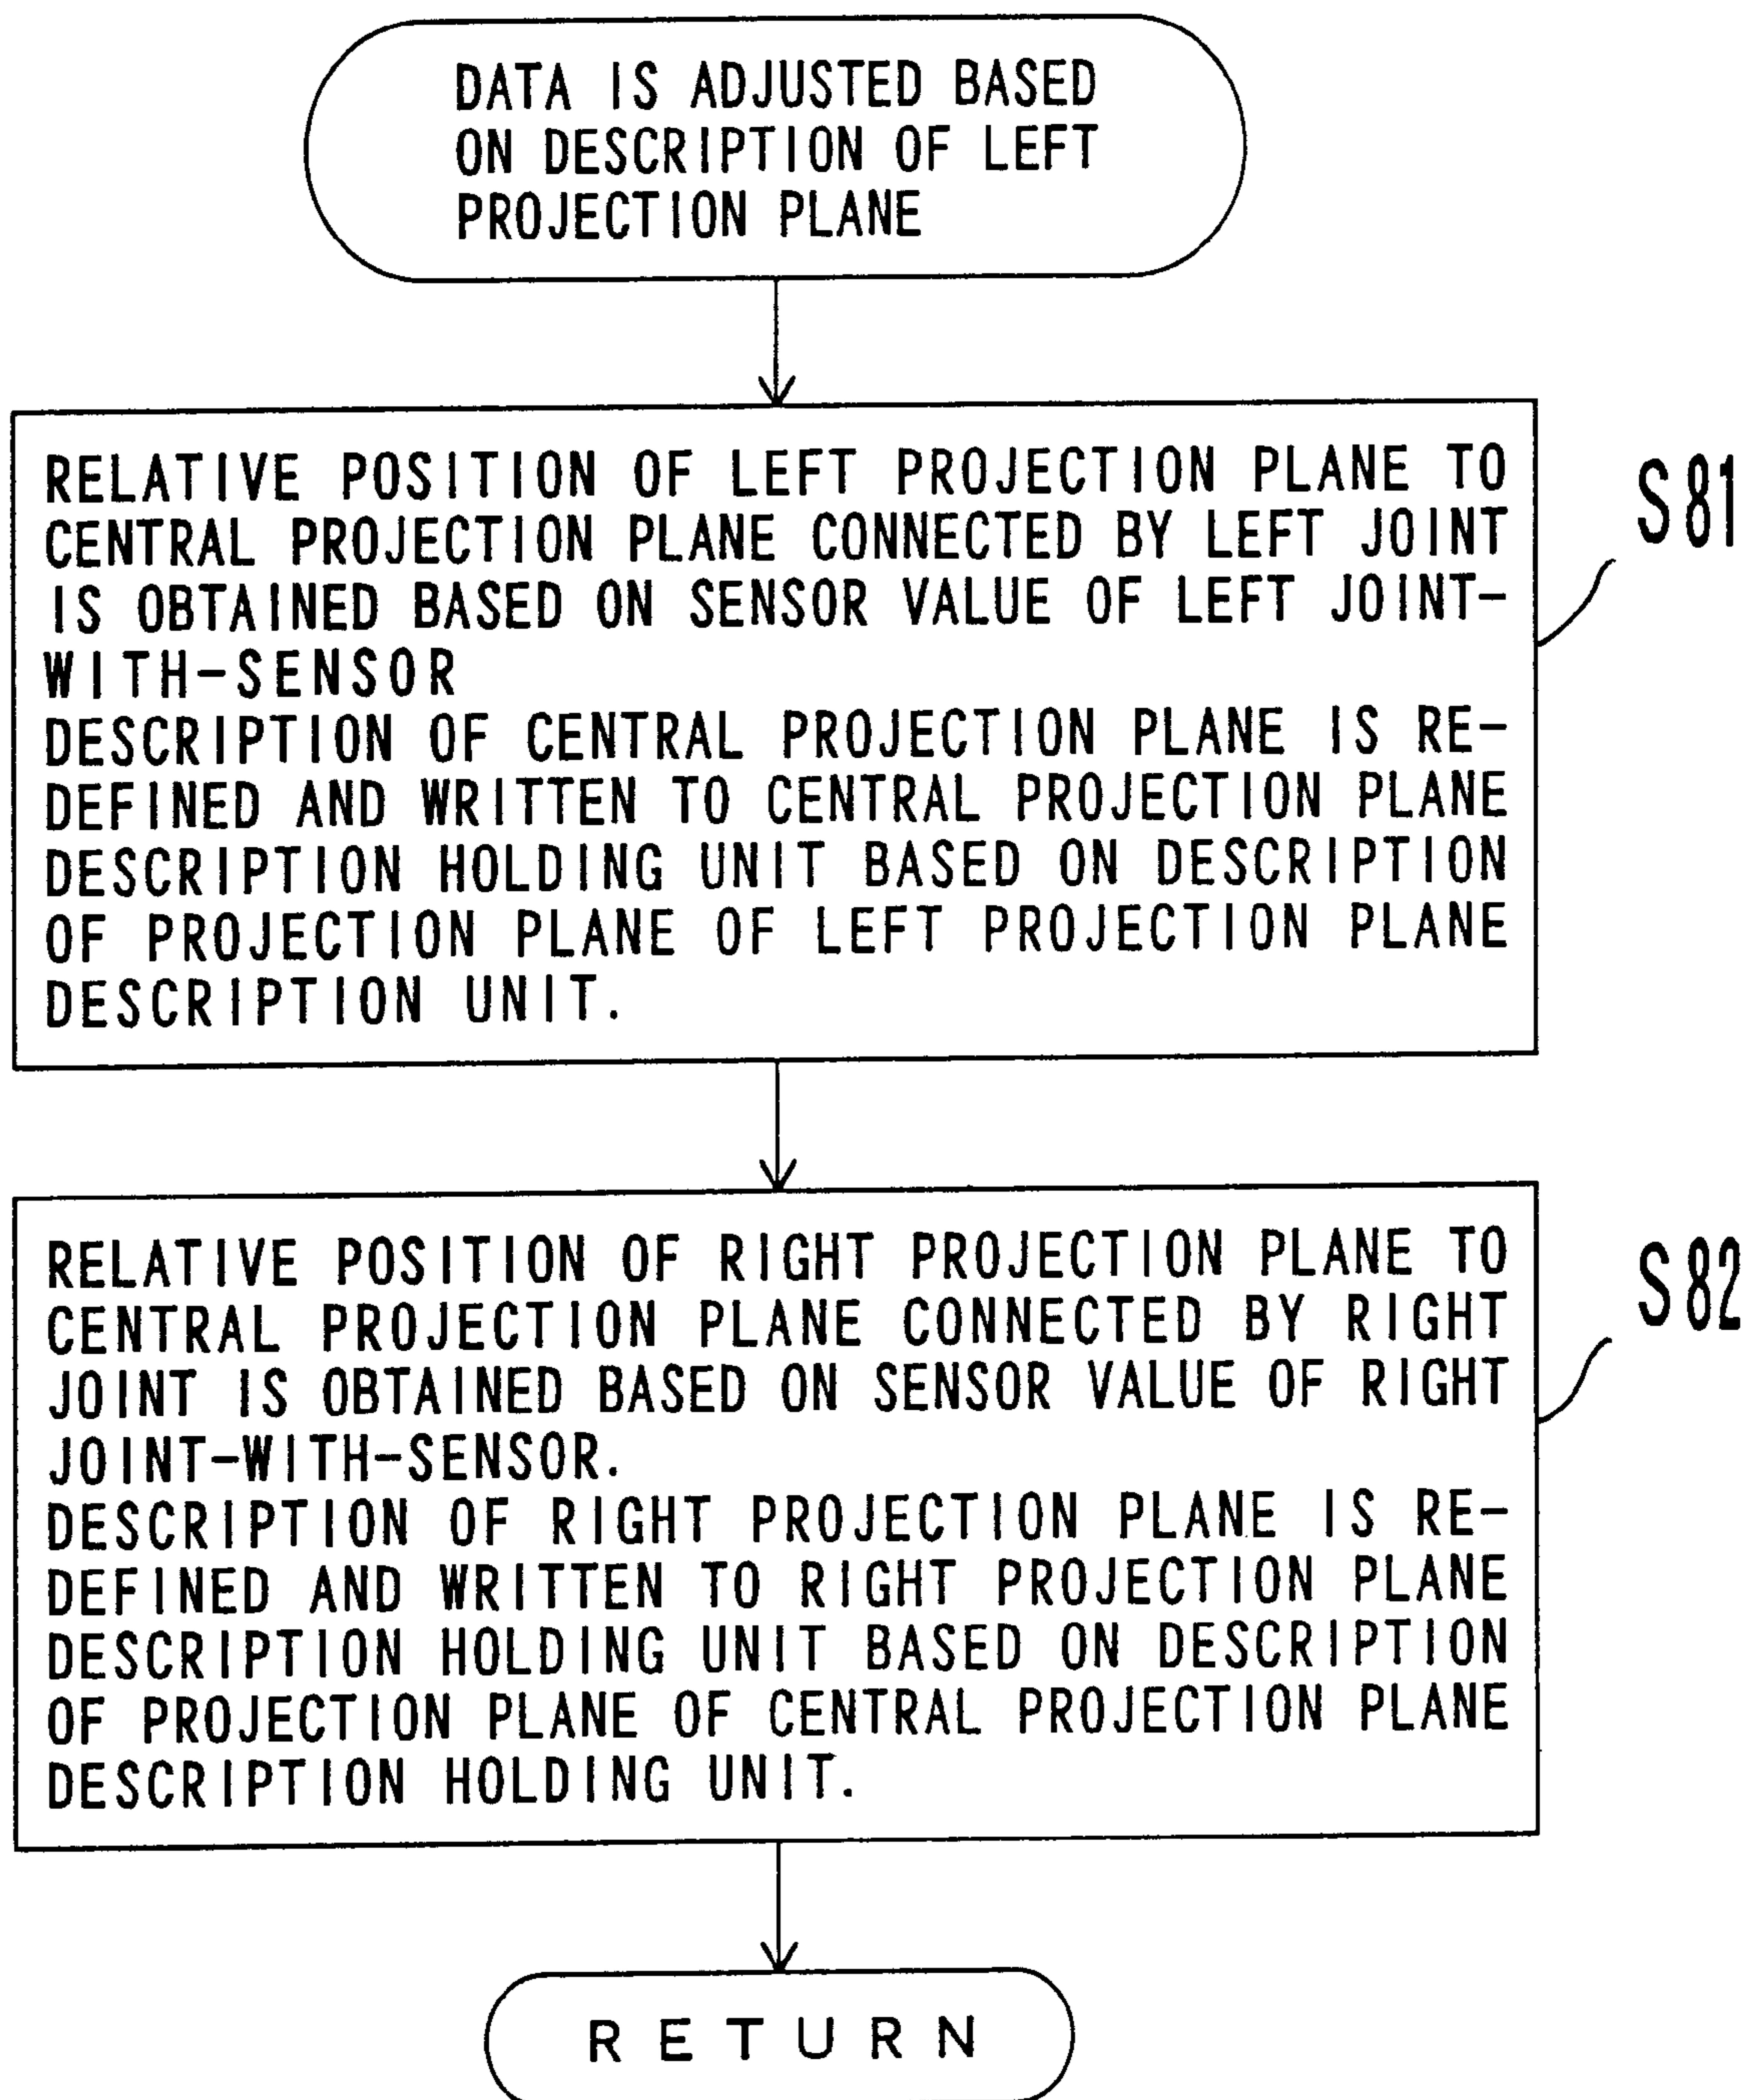 DATA IS ADJUSTED BASED
ON DESCRIPTION OF LEFT
PROJECTION PLANE
RELATIVE POSITION OF LEFT PROJECTION PLANE TO
CENTRAL PROJECTION PLANE CONNECTED BY LEFT JOINT
IS OBTAINED BASED ON SENSOR VALUE OF LEFT JOINT-
WITH-SENSOR
DESCRIPTION OF CENTRAL PROJECTION PLANE IS RE-
DEFINED AND WRITTEN TO CENTRAL PROJECTION PLANE
DESCRIPTION HOLDING UNIT BASED ON DESCRIPTION
OF PROJECTION PLANE OF LEFT PROJECTION PLANE
DESCRIPTION UNIT.
S81
RELATIVE POSITION OF RIGHT PROJECTION PLANE TO
CENTRAL PROJECTION PLANE CONNECTED BY RIGHT
JOINT IS OBTAINED BASED ON SENSOR VALUE OF RIGHT
JOINT-WITH-SENSOR.
DESCRIPTION OF RIGHT PROJECTION PLANE IS RE-
DEFINED AND WRITTEN TO RIGHT PROJECTION PLANE
DESCRIPTION HOLDING UNIT BASED ON DESCRIPTION
OF PROJECTION PLANE OF CENTRAL PROJECTION PLANE
DESCRIPTION HOLDING UNIT.
S82
RETURN